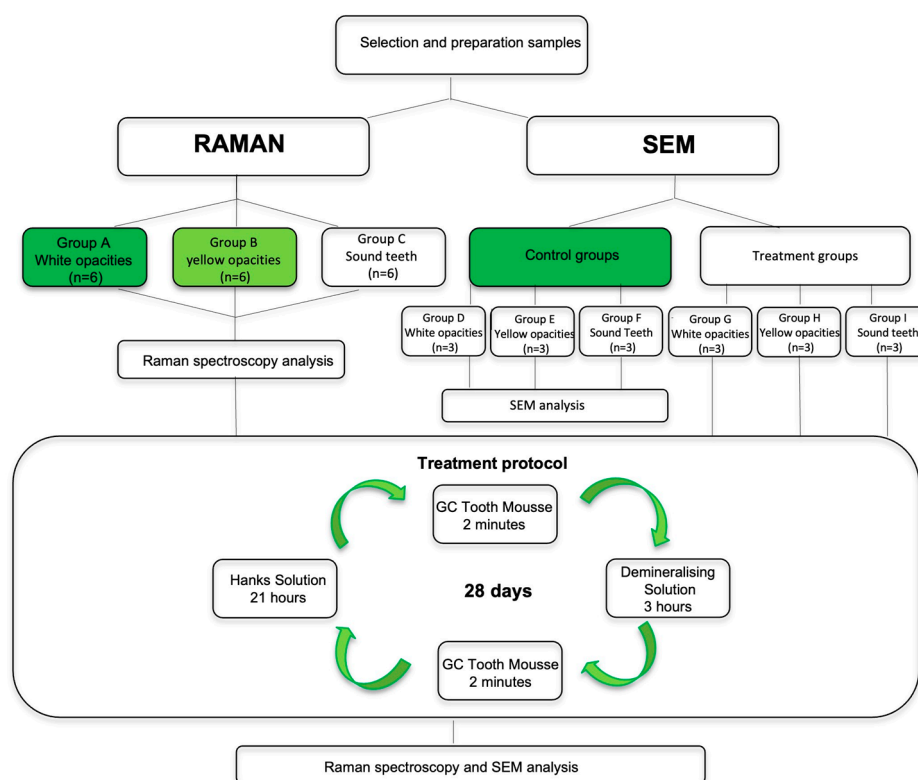 Selection and preparation samples
RAMAN
SEM
Group A
White opacities
(n=6)
Group B
yellow opacities
(n=6)
Group C
Sound teeth
(n=6)
Control groups
Treatment groups
Group D
White opacities
(n=3)
Group E
Yellow opacities
(n=3)
Group F
Sound Teeth
(n=3)
Group G
White opacities
(n=3)
Group H
Yellow opacities
(n=3)
Group I
Sound teeth
(n=3)
Raman spectroscopy analysis
SEM analysis
Treatment protocol
GC Tooth Mousse
2 minutes
Hanks Solution
21 hours
28 days
Demineralising
Solution
3 hours
GC Tooth Mousse
2 minutes
Raman spectroscopy and SEM analysis